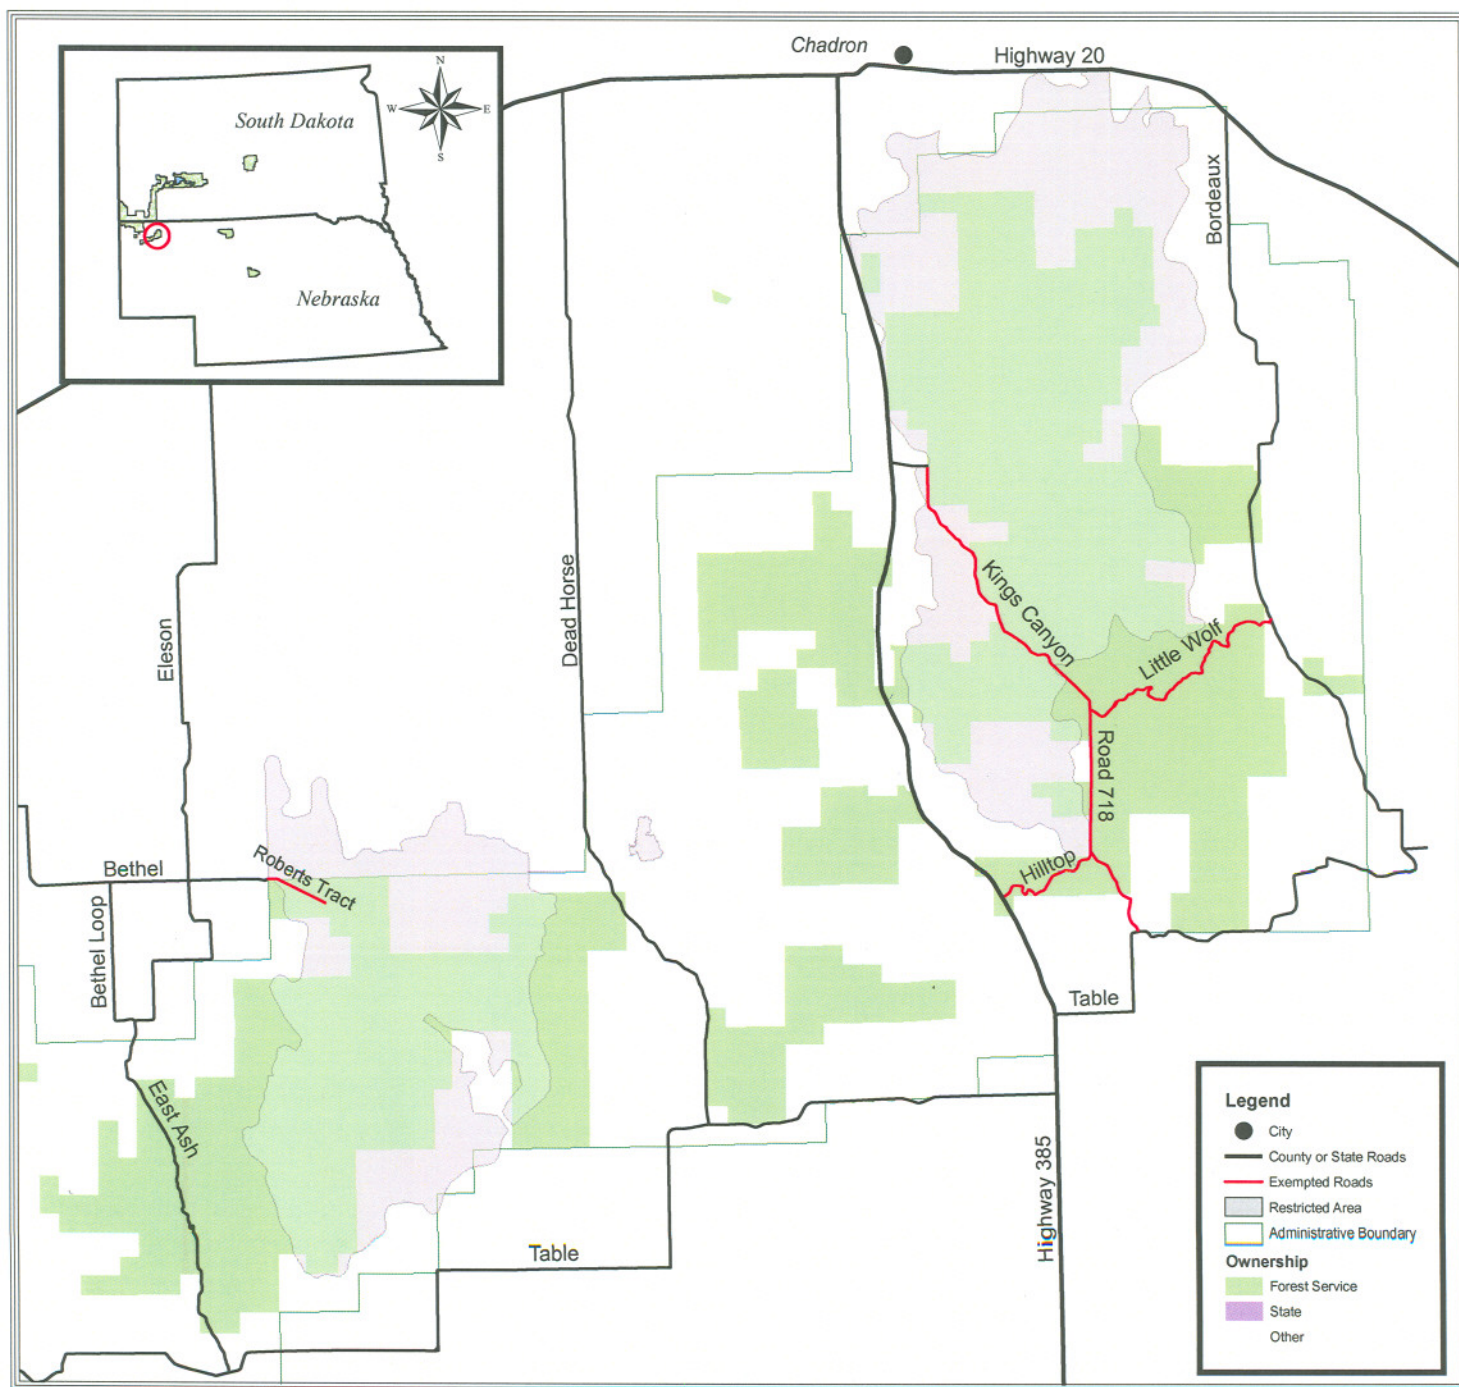 Chadron
Highway 20
N
W
E
S
South Dakota
Nebraska
Bordeaux
Kings Canyon
Little Wolf
Dead Horse
Eleson
Road 718
Hilltop
Bethel
Roberts Tract
Bethel Loop
Table
East Ash
Highway 385
Table
Legend
City
County or State Roads
Exempted Roads
Restricted Area
Administrative Boundary
Ownership
Forest Service
State
Other